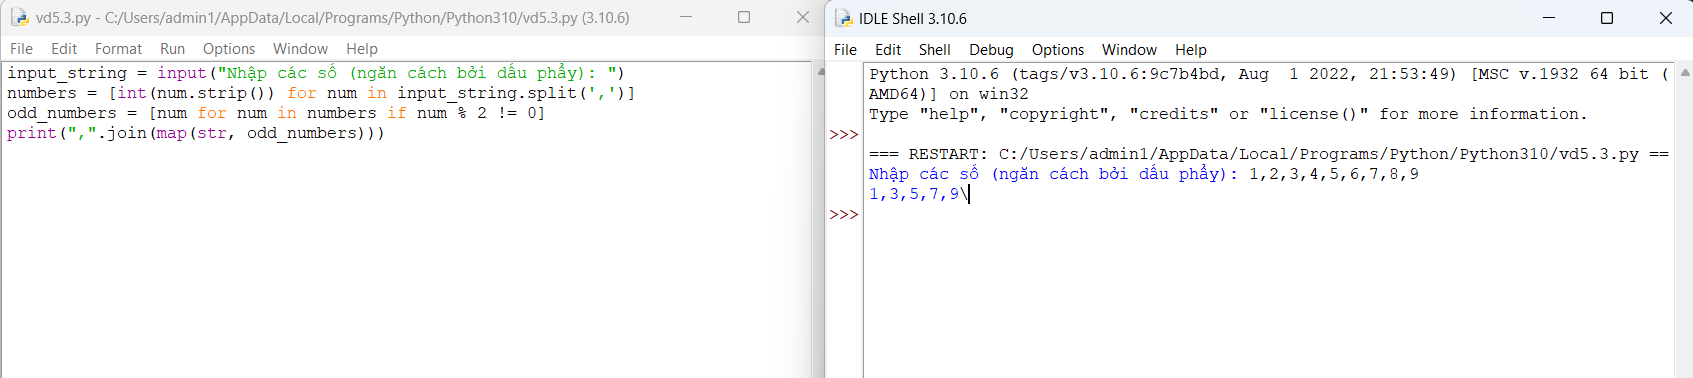 vd5.3.py - C:/Users/admin1/AppData/Local/Programs/Python/Python310/vd5.3.py (3.10.6)
File Edit Format Run Options Window Help
input_string = input("Nhập các số (ngăn cách bởi dấu phẩy): ")
numbers = [int(num.strip()) for num in input_string.split(',')]
odd_numbers = [num for num in numbers if num % 2 != 0]
print(",".join(map(str, odd_numbers)))
IDLE Shell 3.10.6
File Edit Shell Debug Options Window Help
Python 3.10.6 (tags/v3.10.6:9c7b4bd, Aug  1 2022, 21:53:49) [MSC v.1932 64 bit (
AMD64)] on win32
Type "help", "copyright", "credits" or "license()" for more information.
>>>
=== RESTART: C:/Users/admin1/AppData/Local/Programs/Python/Python310/vd5.3.py ==
Nhập các số (ngăn cách bởi dấu phẩy): 1,2,3,4,5,6,7,8,9
1,3,5,7,9\
>>>